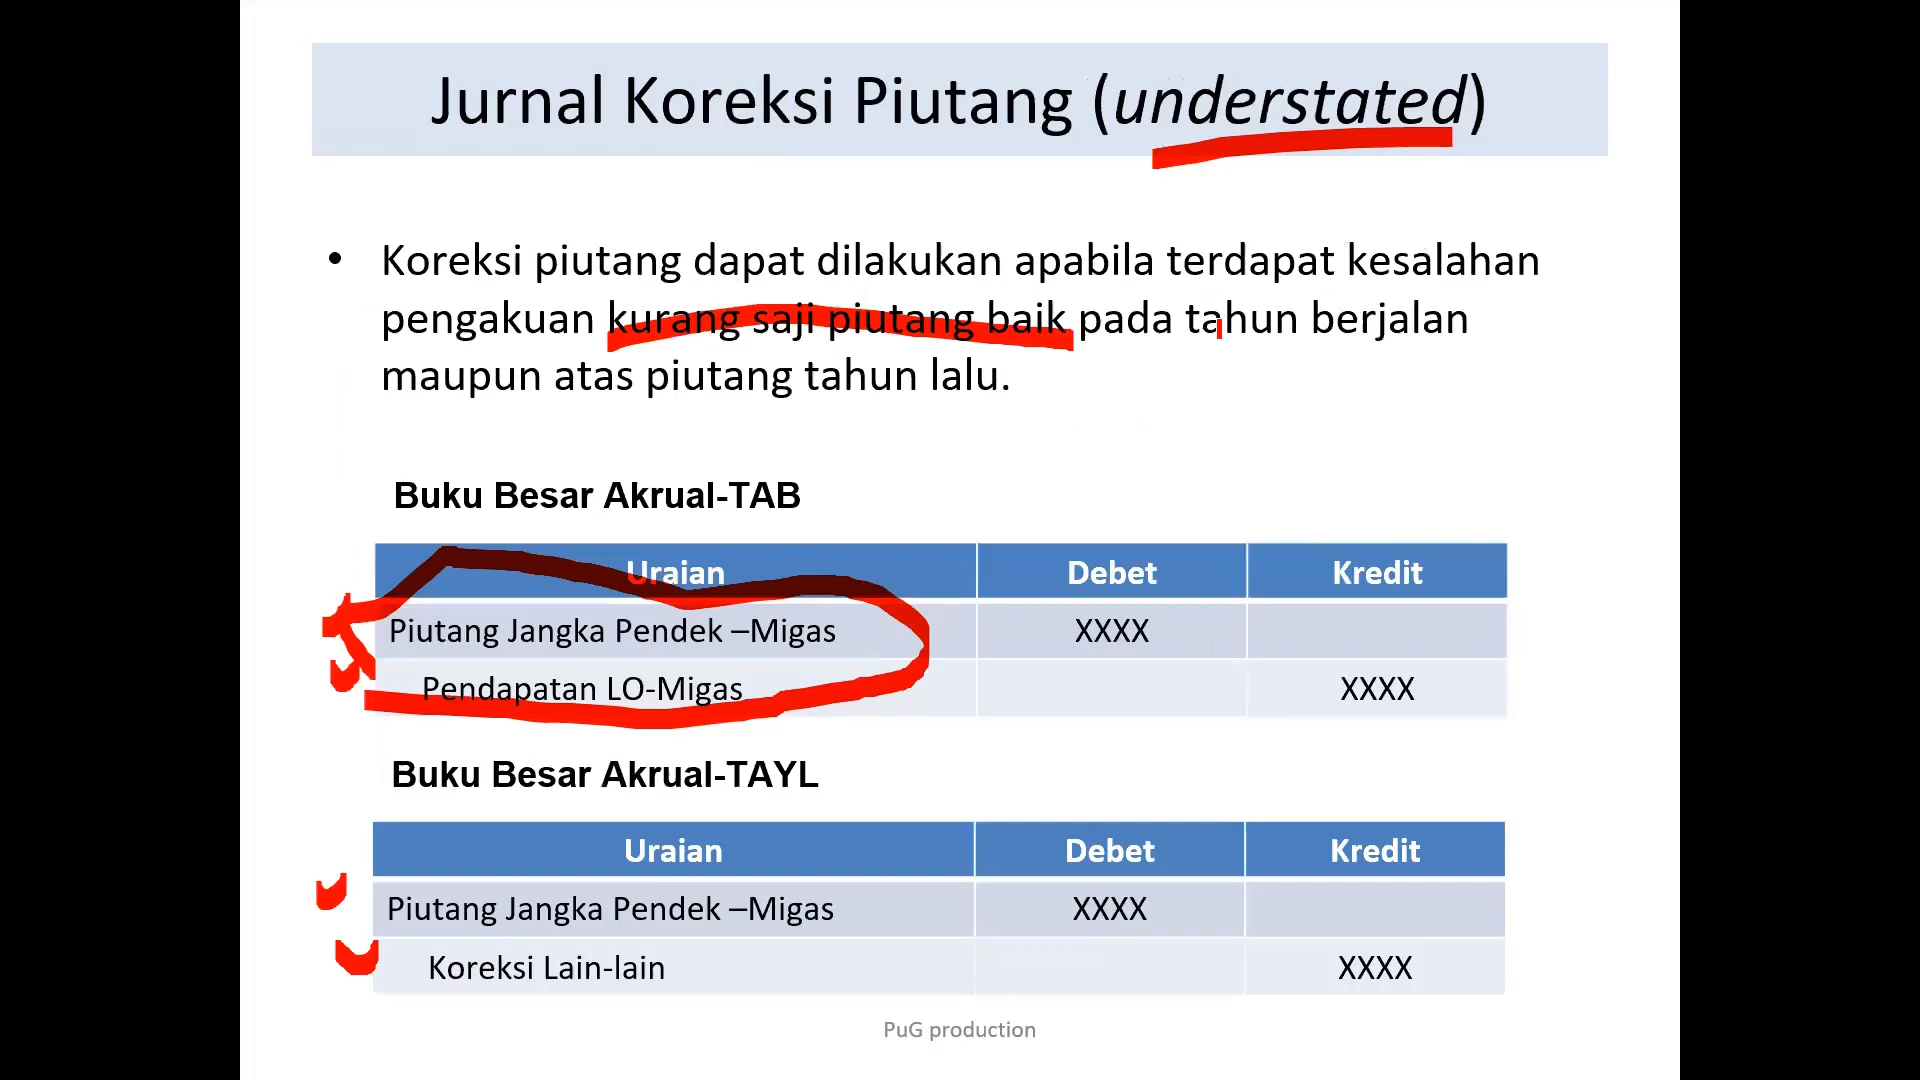 Jurnal Koreksi Piutang (understated)
• Koreksi piutang dapat dilakukan apabila terdapat kesalahan
pengakuan kurang saji piutang baik pada tahun berjalan
maupun atas piutang tahun lalu.
Buku Besar Akrual-TAB
Uraian Debet Kredit
Piutang Jangka Pendek –Migas XXXX
Pendapatan LO-Migas XXXX
Buku Besar Akrual-TAYL
Uraian Debet Kredit
Piutang Jangka Pendek –Migas XXXX
Koreksi Lain-lain XXXX
PuG production